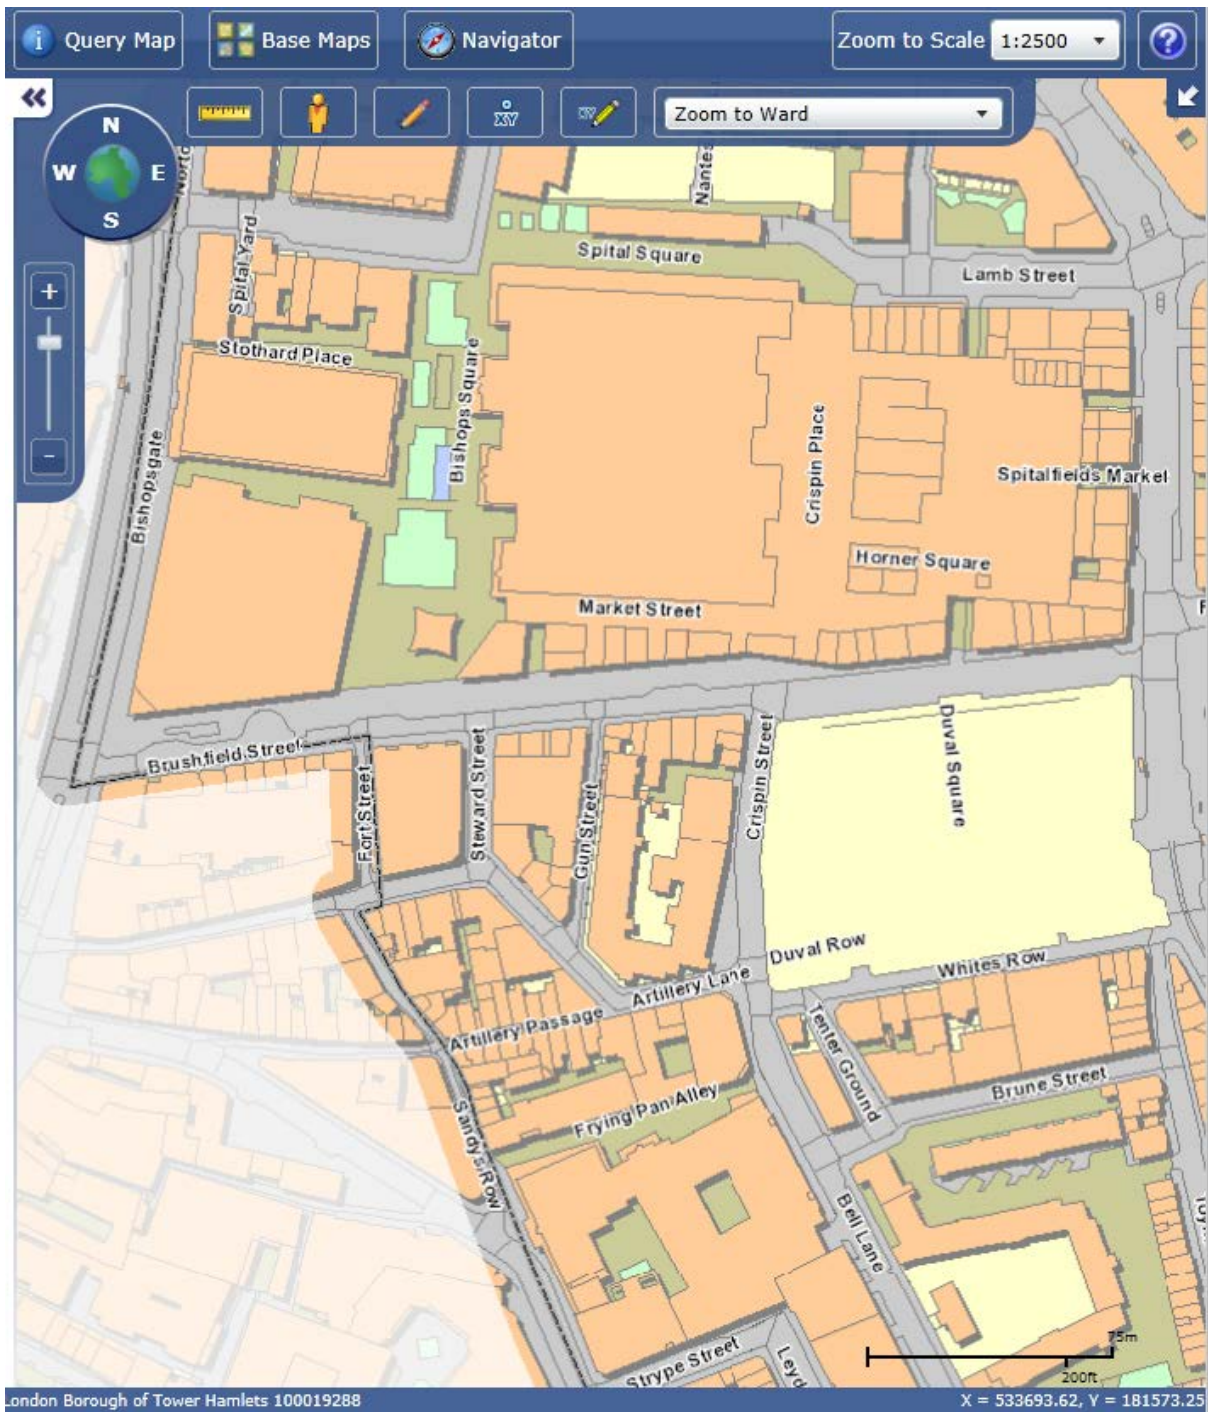 Query Map
Base Maps
Navigator
Zoom to Scale 1:2500
Zoom to Ward
N
W E
S
XY
XY
+
-
Nantes
Spital Yard
Spital Square
Lamb Street
Stothard Place
Bishops Square
Bishopsgate
Crispin Place
Spitalfields Market
Horner Square
Market Street
Brushfield Street
Fort Street
Steward Street
Gun Street
Crispin Street
Duval Square
Duval Row
Whites Row
Artillery Lane
Artillery Passage
Tenter Ground
Brune Street
Frying Pan Alley
Sandys Row
Bell Lane
Strype Street
Leyd
75m
200ft
London Borough of Tower Hamlets 100019288
X = 533693.62, Y = 181573.25